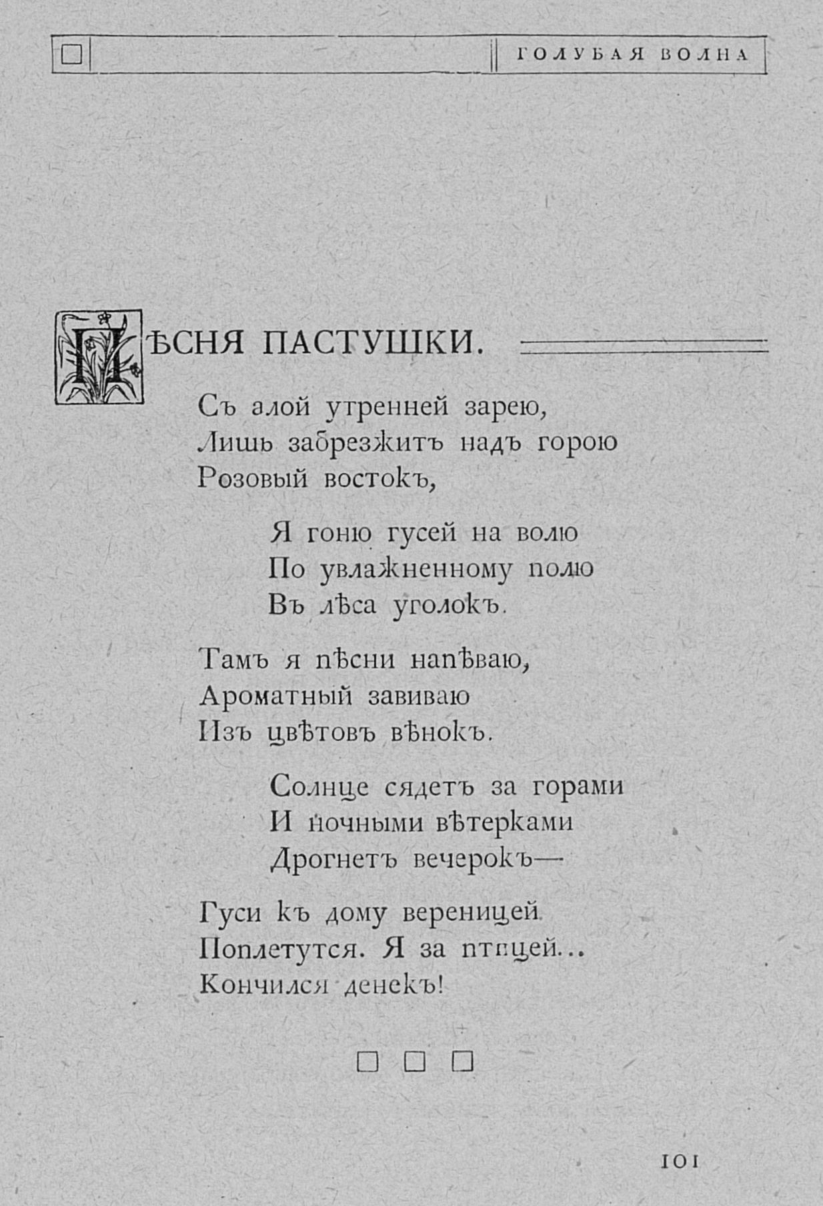 ГОЛУБАЯ ВОЛНА
ПѢСНЯ ПАСТУШКИ.
Съ алой утренней зарею,
Лишь забрезжитъ надъ горою
Розовый востокъ,
Я гоню гусей на волю
По увлажненному полю
Въ лѣса уголокъ.
Тамъ я пѣсни напѣваю,
Ароматный завиваю
Изъ цвѣтовъ вѣнокъ.
Солнце сядетъ за горами
И ночными вѣтерками
Дрогнетъ вечерокъ—
Гуси къ дому вереницей
Поплетутся. Я за птицей...
Кончился денекъ!
101